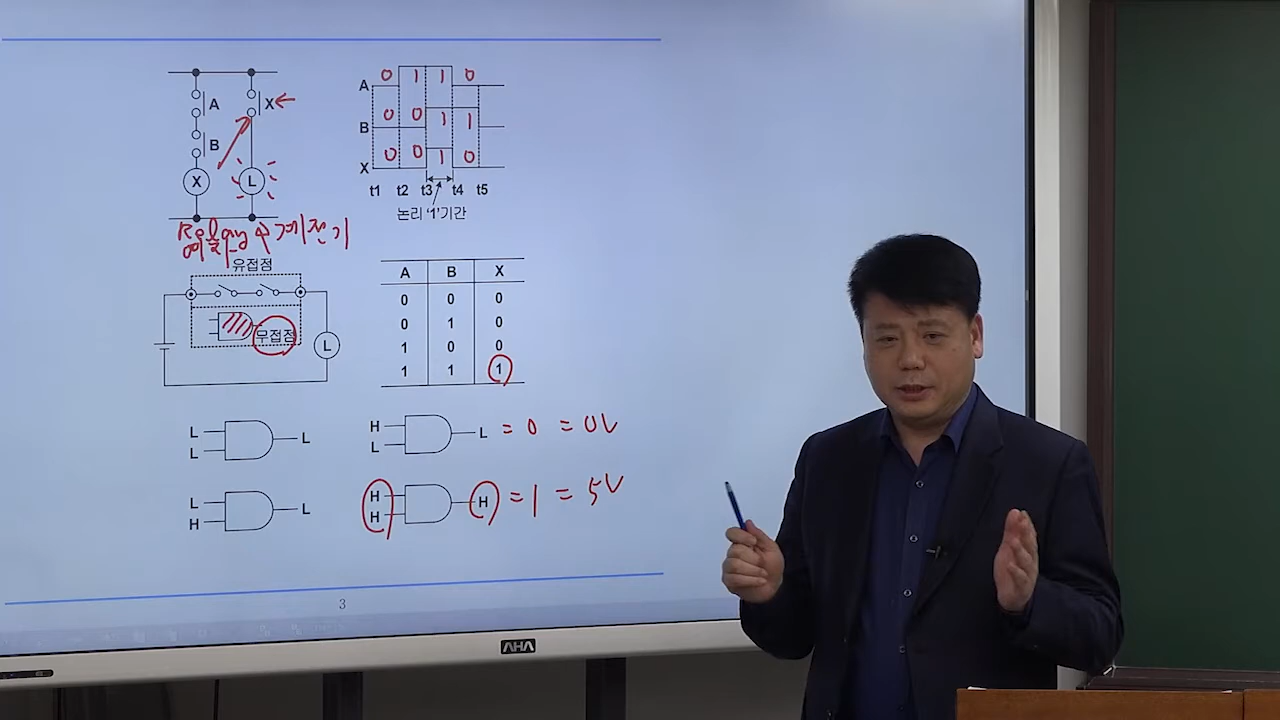 A
X
B
X
L
Relay 계전기
유접점
무접점
L
A 0 1 1 0
B 0 0 1 1
X 0 0 1 0
t1 t2 t3 t4 t5
논리 '1'기간
A B X
0 0 0
0 1 0
1 0 0
1 1 1
L
L
L
H
L
L = 0 = 0V
L
H
L
H
H
H = 1 = 5V
3
AHA